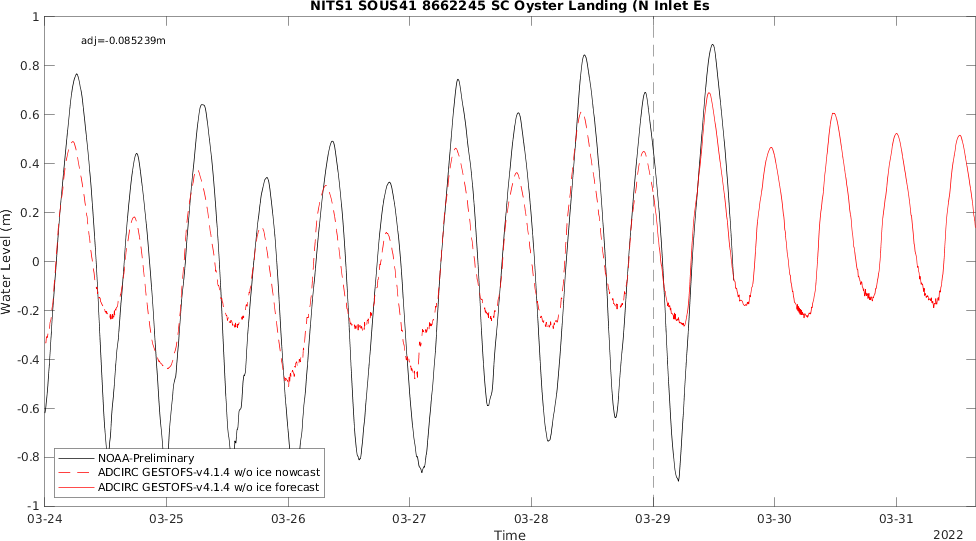 NITS1 SOUS41 8662245 SC Oyster Landing (N Inlet Es
adj=-0.085239m
Water Level (m)
1
0.8
0.6
0.4
0.2
0
-0.2
-0.4
-0.6
-0.8
-1
NOAA-Preliminary
ADCIRC GESTOFS-v4.1.4 w/o ice nowcast
ADCIRC GESTOFS-v4.1.4 w/o ice forecast
03-24 03-25 03-26 03-27 03-28 03-29 03-30 03-31
Time
2022